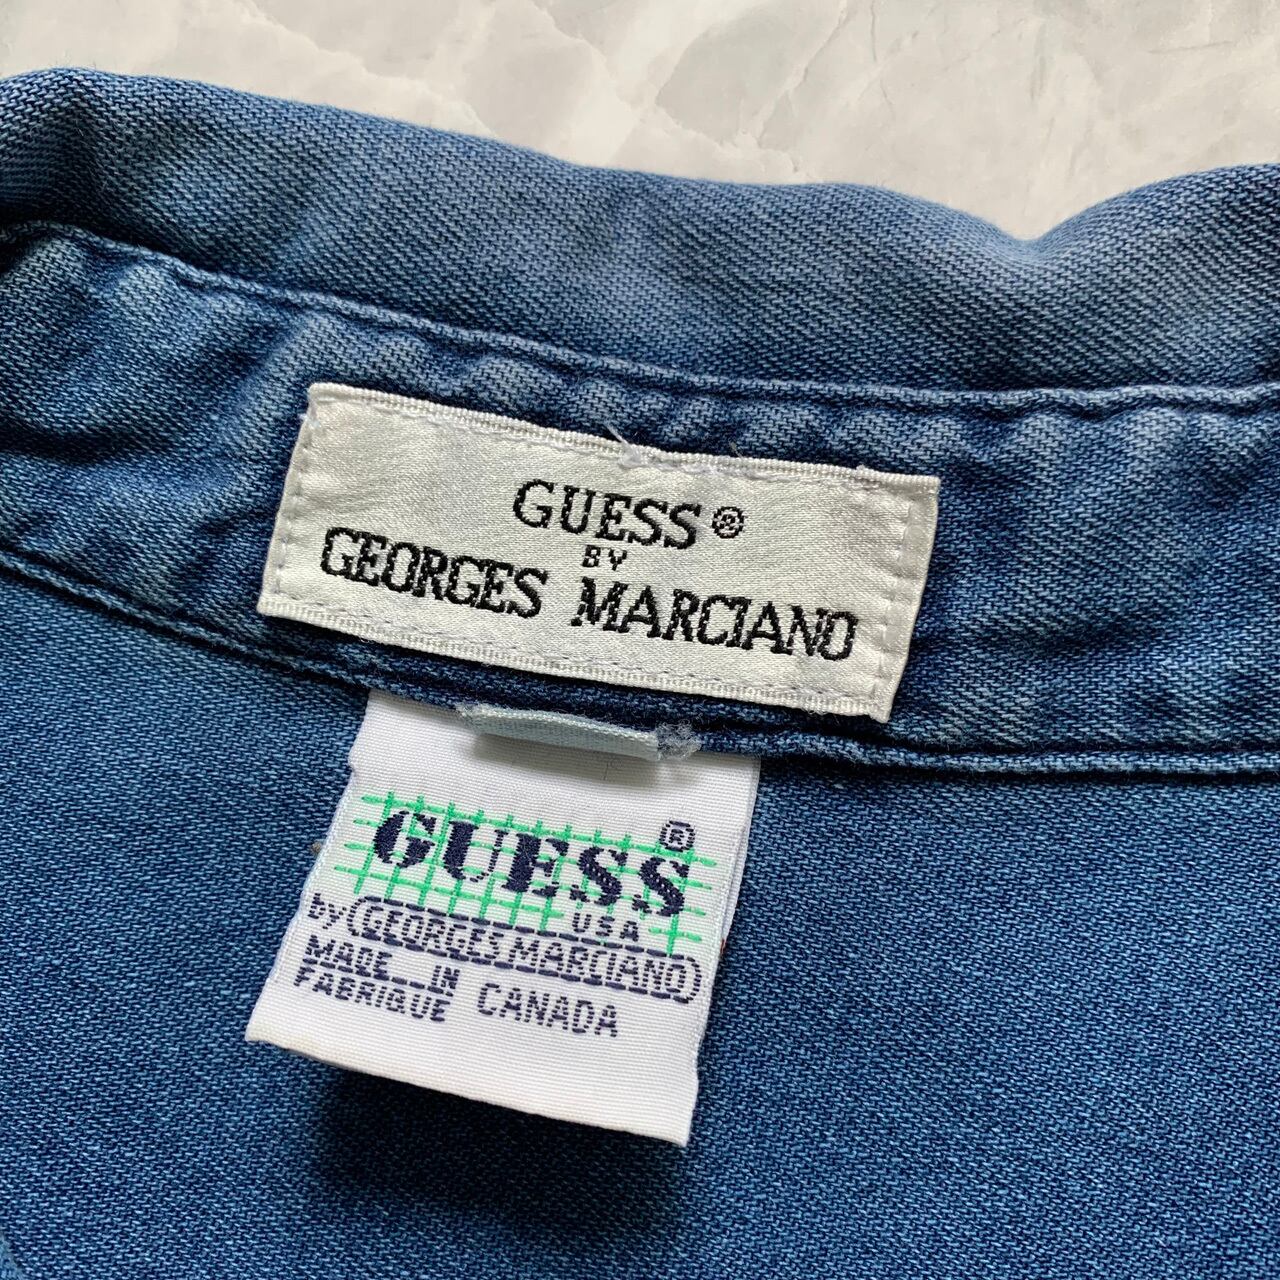 GUESS®
BY
GEORGES MARCIANO
GUESS®
USA
by GEORGES MARCIANO
MADE IN
FABRIQUE CANADA